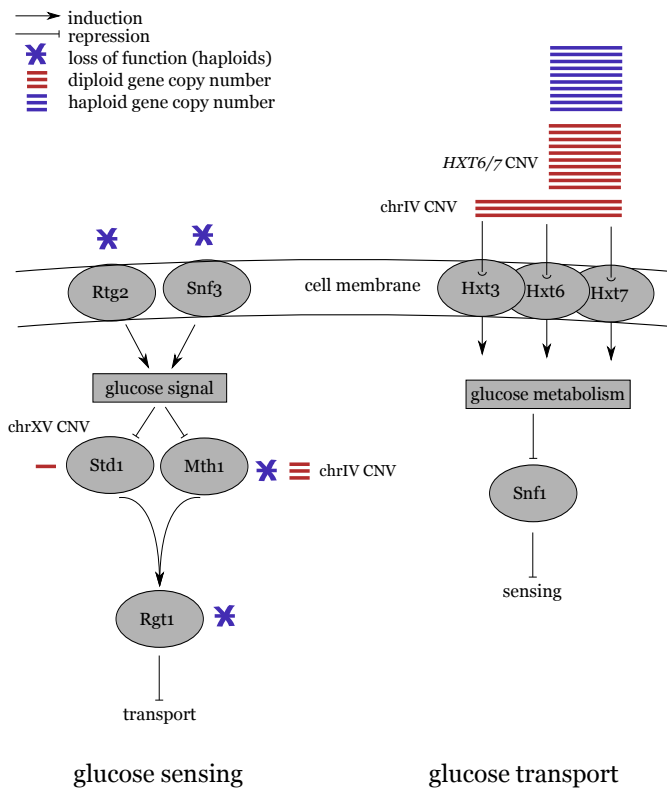 induction
repression
loss of function (haploids)
diploid gene copy number
haploid gene copy number
HXT6/7 CNV
chrIV CNV
Rtg2
Snf3
cell membrane
Hxt3
Hxt6
Hxt7
glucose signal
glucose metabolism
chrXV CNV
Std1
Mth1
chrIV CNV
Snf1
sensing
Rgt1
transport
glucose sensing
glucose transport